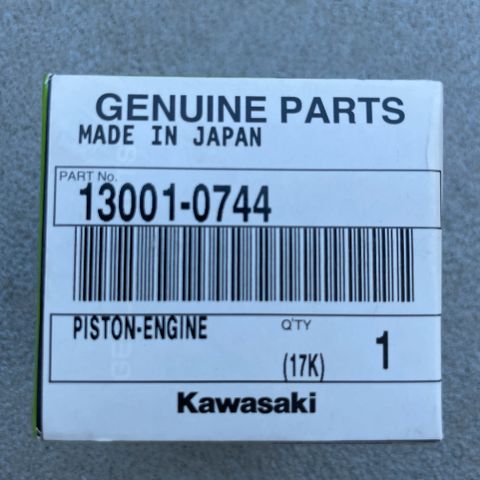 GENUINE PARTS
MADE IN JAPAN
PART No.
13001-0744
PISTON-ENGINE Q'TY
(17K) 1
Kawasaki